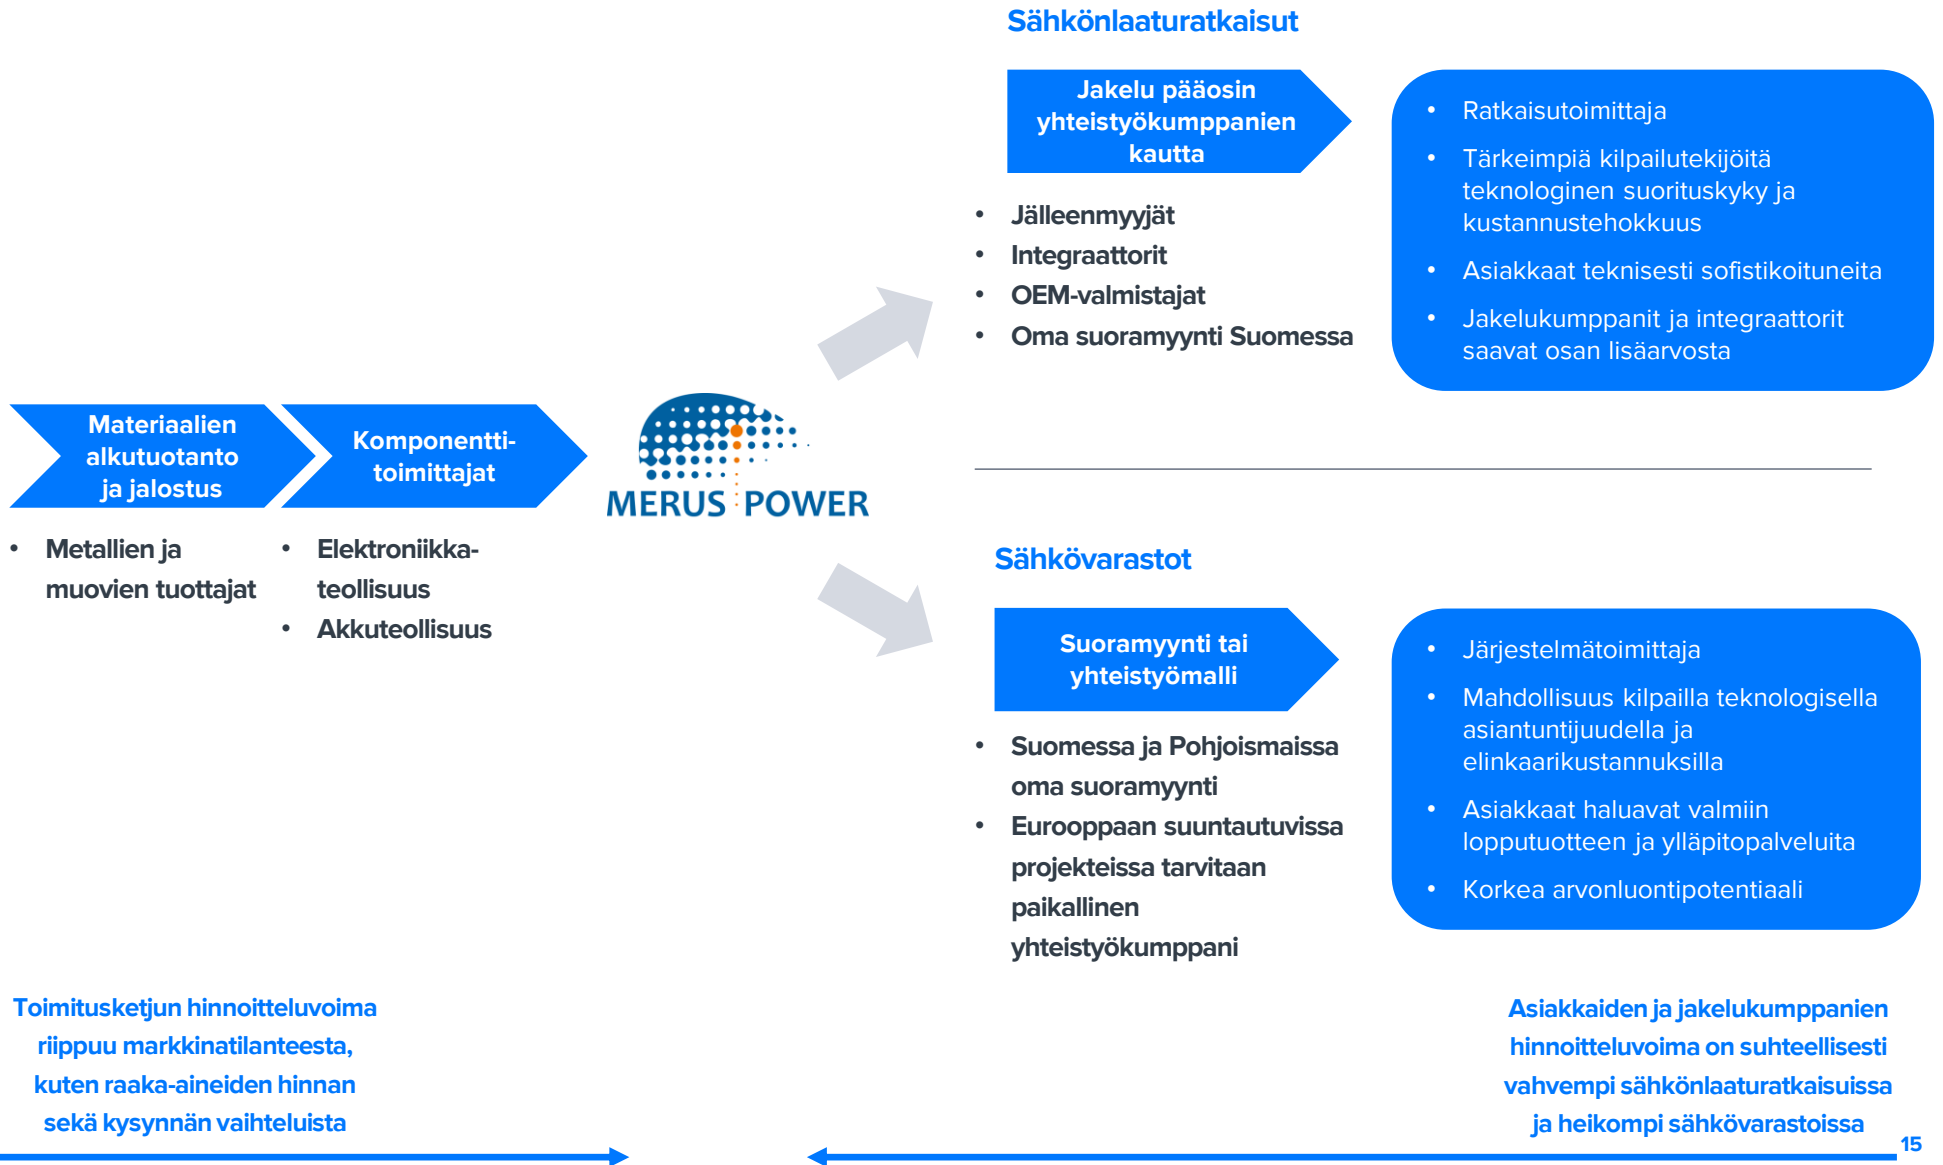 Sähkönlaaturatkaisut
Jakelu pääosin
yhteistyökumppanien
kautta
• Jälleenmyyjät
• Integraattorit
• OEM-valmistajat
• Oma suoramyynti Suomessa
• Ratkaisutoimittaja
• Tärkeimpiä kilpailutekijöitä
teknologinen suorituskyky ja
kustannustehokkuus
• Asiakkaat teknisesti sofistikoituneita
• Jakelukumppanit ja integraattorit
saavat osan lisäarvosta
Materiaalien
alkutuotanto
ja jalostus
• Metallien ja
muovien tuottajat
Komponentti-
toimittajat
• Elektroniikka-
teollisuus
• Akkuteollisuus
MERUS POWER
Sähkövarastot
Suoramyynti tai
yhteistyömalli
• Suomessa ja Pohjoismaissa
oma suoramyynti
• Eurooppaan suuntautuvissa
projekteissa tarvitaan
paikallinen
yhteistyökumppani
• Järjestelmätoimittaja
• Mahdollisuus kilpailla teknologisella
asiantuntijuudella ja
elinkaarikustannuksilla
• Asiakkaat haluavat valmiin
lopputuotteen ja ylläpitopalveluita
• Korkea arvonluontipotentiaali
Toimitusketjun hinnoitteluvoima
riippuu markkinatilanteesta,
kuten raaka-aineiden hinnan
sekä kysynnän vaihteluista
Asiakkaiden ja jakelukumppanien
hinnoitteluvoima on suhteellisesti
vahvempi sähkönlaaturatkaisuissa
ja heikompi sähkövarastoissa
15